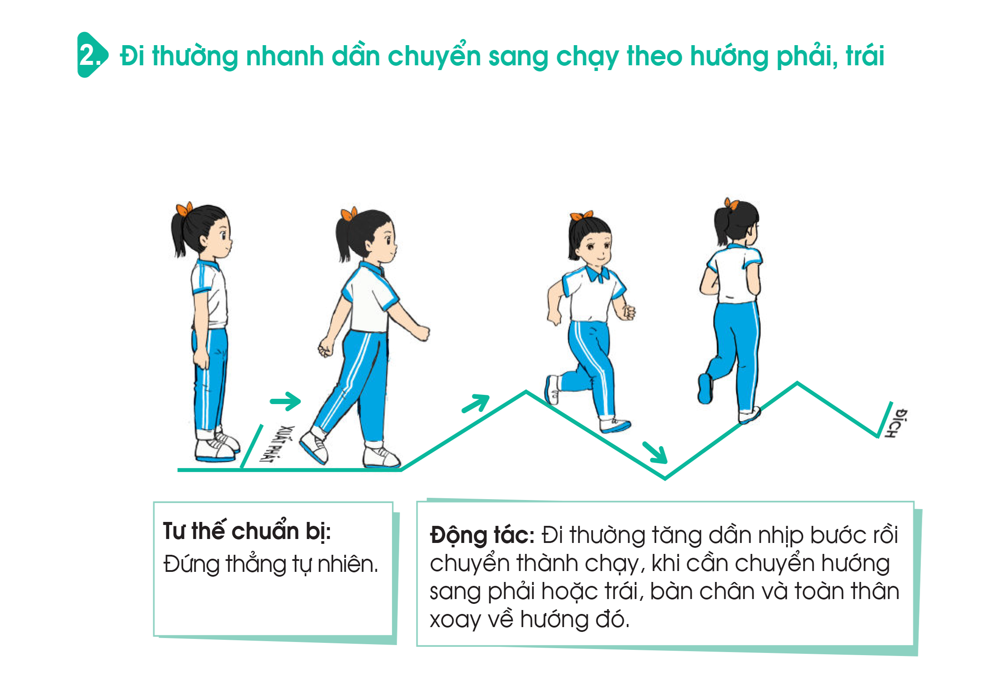 2. Đi thường nhanh dần chuyển sang chạy theo hướng phải, trái
XUẤT PHÁT
ĐÍCH
Tư thế chuẩn bị:
Đứng thẳng tự nhiên.
Động tác: Đi thường tăng dần nhịp bước rồi
chuyển thành chạy, khi cần chuyển hướng
sang phải hoặc trái, bàn chân và toàn thân
xoay về hướng đó.